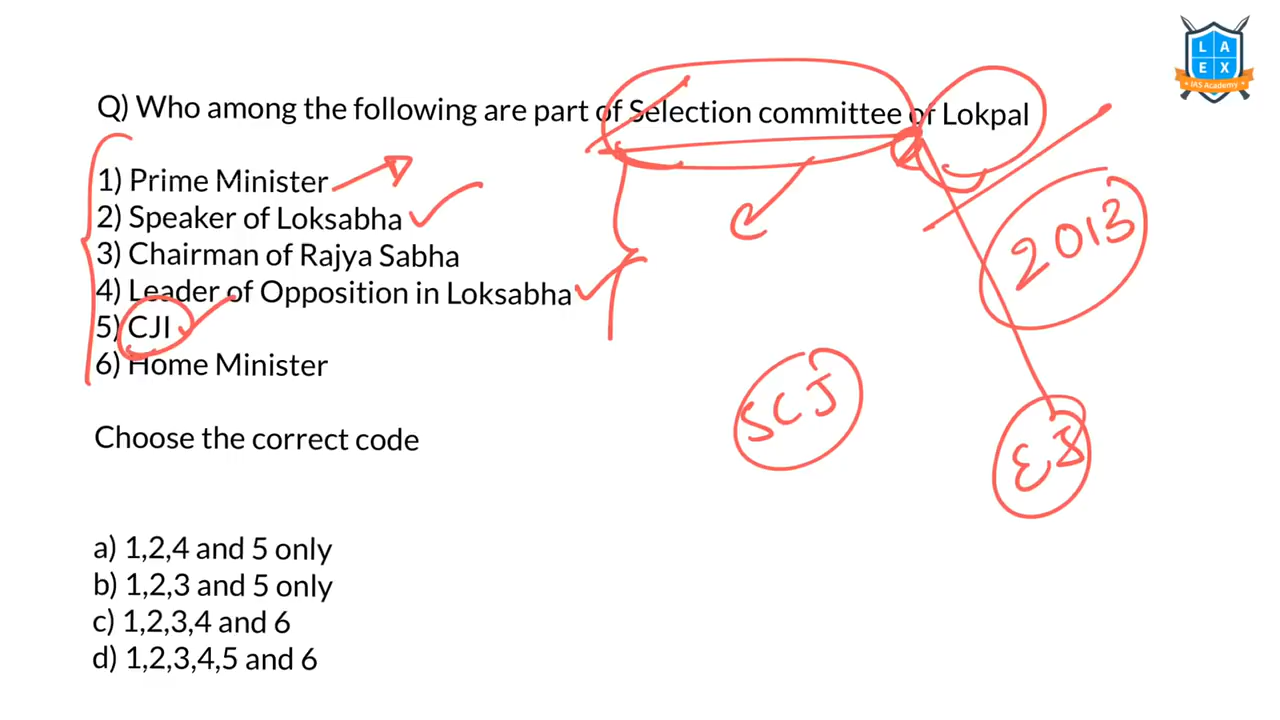 L A
E X
IAS Academy
Q) Who among the following are part of Selection committee of Lokpal
1) Prime Minister
2) Speaker of Loksabha
3) Chairman of Rajya Sabha
4) Leader of Opposition in Loksabha
5) CJI
6) Home Minister
2013
SCJ
Choose the correct code
a) 1,2,4 and 5 only
b) 1,2,3 and 5 only
c) 1,2,3,4 and 6
d) 1,2,3,4,5 and 6